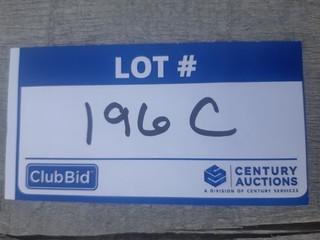 LOT #
196 C
ClubBid
CENTURY
AUCTIONS
A DIVISION OF CENTURY SERVICES